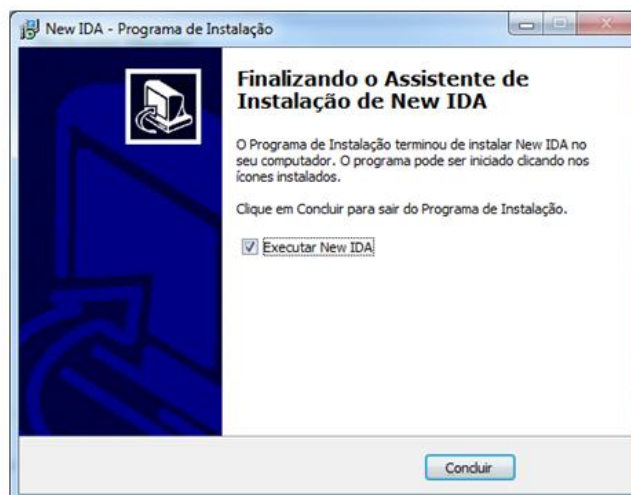 New IDA - Programa de Instalação
Finalizando o Assistente de
Instalação de New IDA
O Programa de Instalação terminou de instalar New IDA no
seu computador. O programa pode ser iniciado clicando nos
ícones instalados.
Clique em Concluir para sair do Programa de Instalação.
Executar New IDA
Concluir